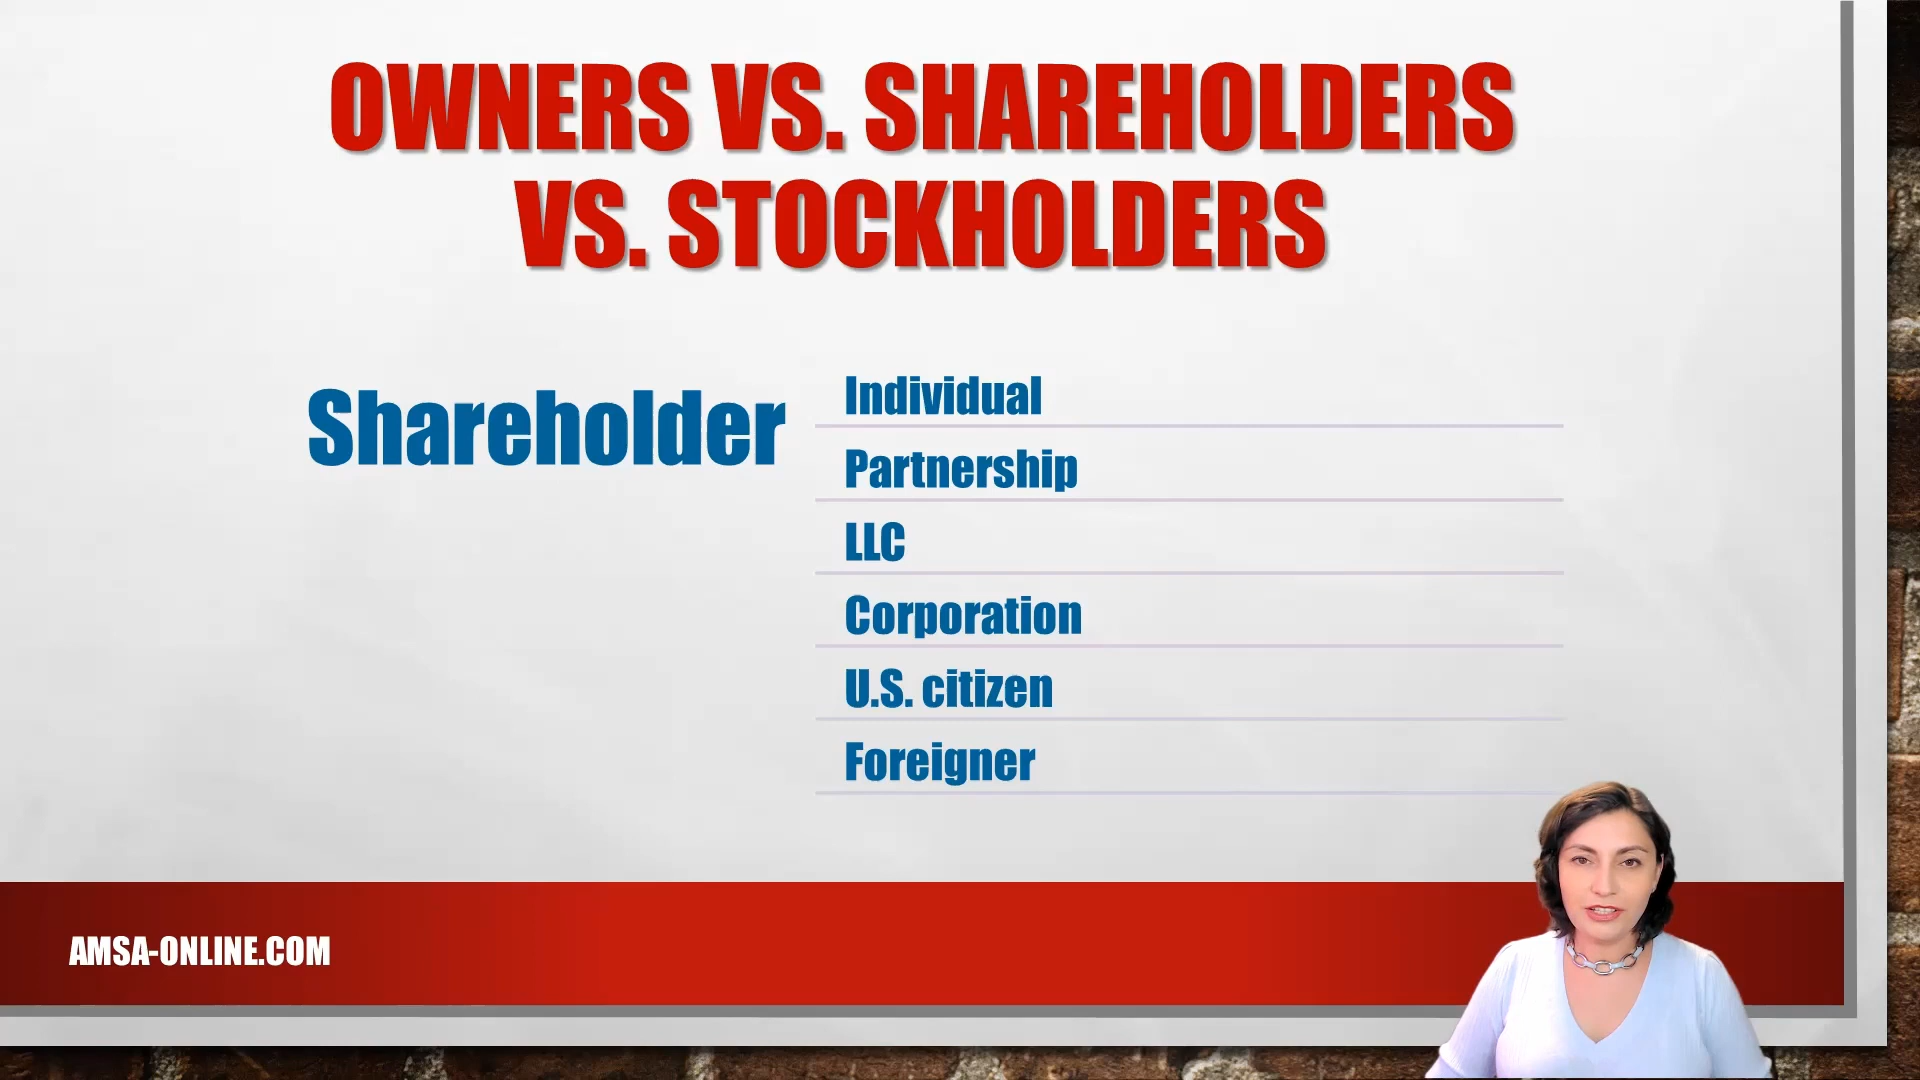 OWNERS VS. SHAREHOLDERS
VS. STOCKHOLDERS
Shareholder
Individual
Partnership
LLC
Corporation
U.S. citizen
Foreigner
AMSA-ONLINE.COM